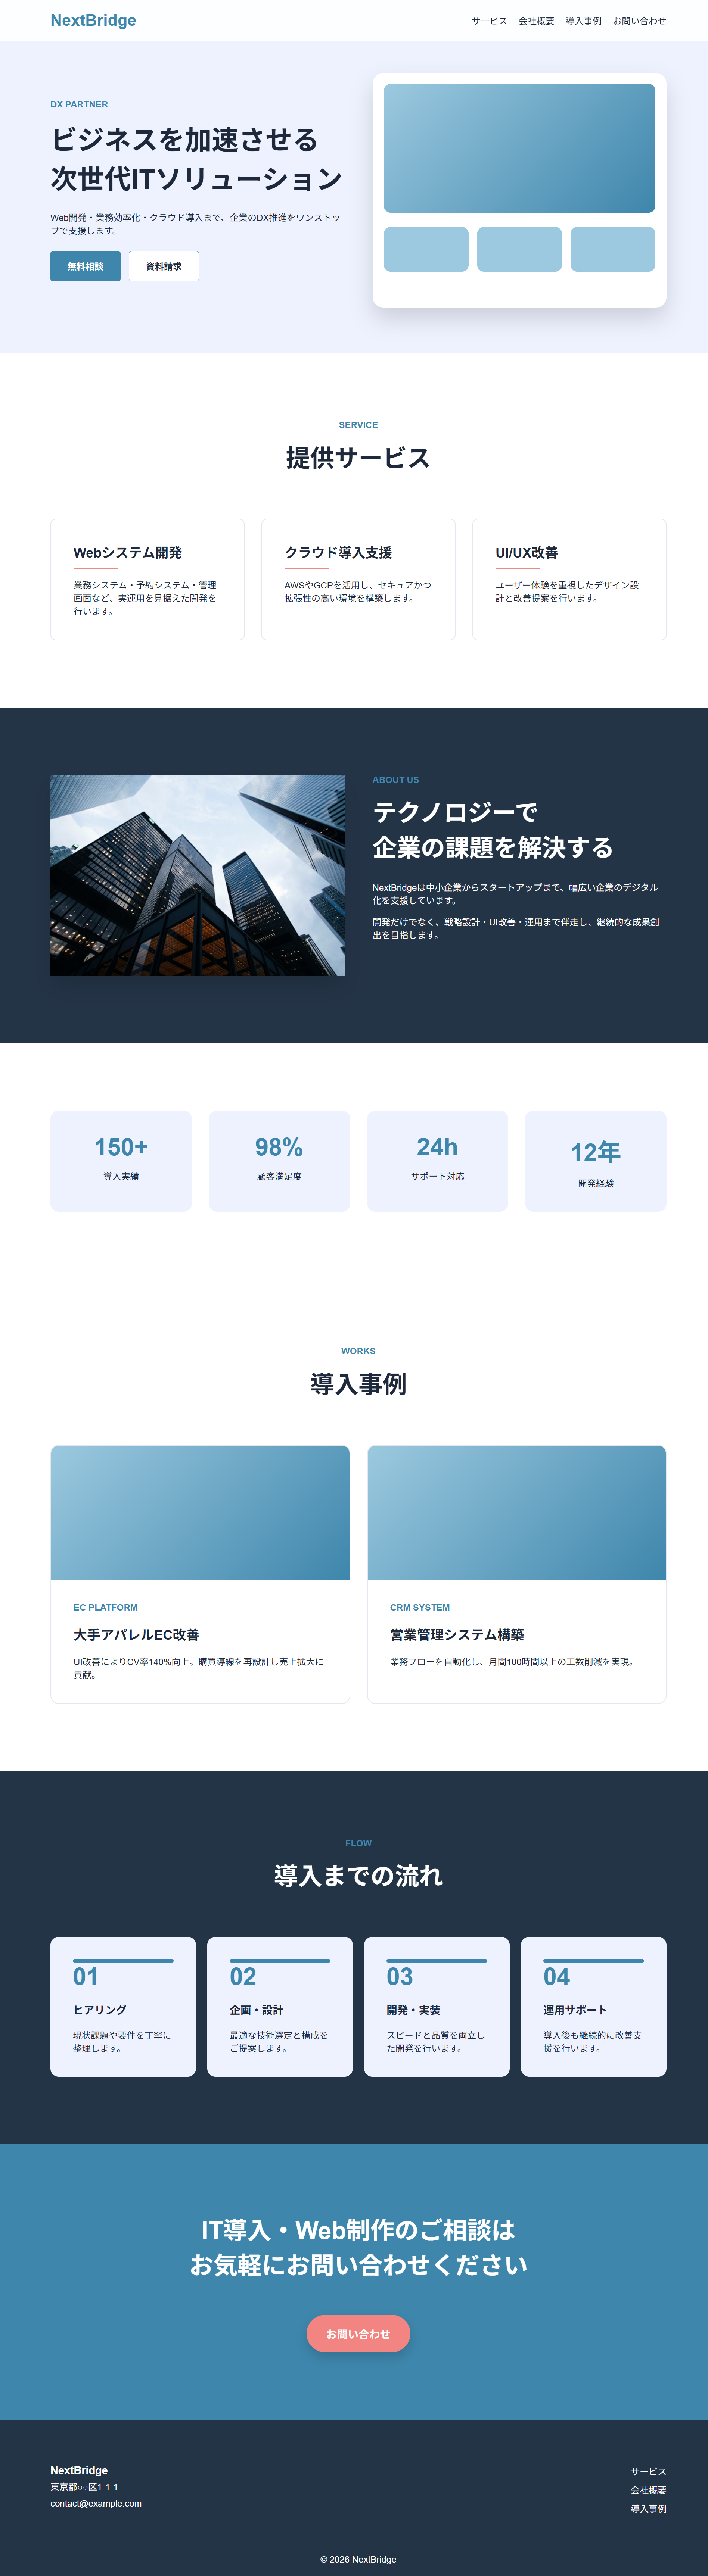 NextBridge
サービス 会社概要 導入事例 お問い合わせ
DX PARTNER
ビジネスを加速させる
次世代ITソリューション
Web開発・業務効率化・クラウド導入まで、企業のDX推進をワンストッ
プで支援します。
無料相談
資料請求
SERVICE
提供サービス
Webシステム開発
業務システム・予約システム・管理
画面など、実運用を見据えた開発を
行います。
クラウド導入支援
AWSやGCPを活用し、セキュアかつ
拡張性の高い環境を構築します。
UI/UX改善
ユーザー体験を重視したデザイン設
計と改善提案を行います。
ABOUT US
テクノロジーで
企業の課題を解決する
NextBridgeは中小企業からスタートアップまで、幅広い企業のデジタル
化を支援しています。
開発だけでなく、戦略設計・UI改善・運用まで伴走し、継続的な成果創
出を目指します。
150+
導入実績
98%
顧客満足度
24h
サポート対応
12年
開発経験
WORKS
導入事例
EC PLATFORM
大手アパレルEC改善
UI改善によりCV率140%向上。購買導線を再設計し売上拡大に
貢献。
CRM SYSTEM
営業管理システム構築
業務フローを自動化し、月間100時間以上の工数削減を実現。
FLOW
導入までの流れ
01
ヒアリング
現状課題や要件を丁寧に
整理します。
02
企画・設計
最適な技術選定と構成を
ご提案します。
03
開発・実装
スピードと品質を両立し
た開発を行います。
04
運用サポート
導入後も継続的に改善支
援を行います。
IT導入・Web制作のご相談は
お気軽にお問い合わせください
お問い合わせ
NextBridge
東京都○○区1-1-1
contact@example.com
サービス
会社概要
導入事例
© 2026 NextBridge